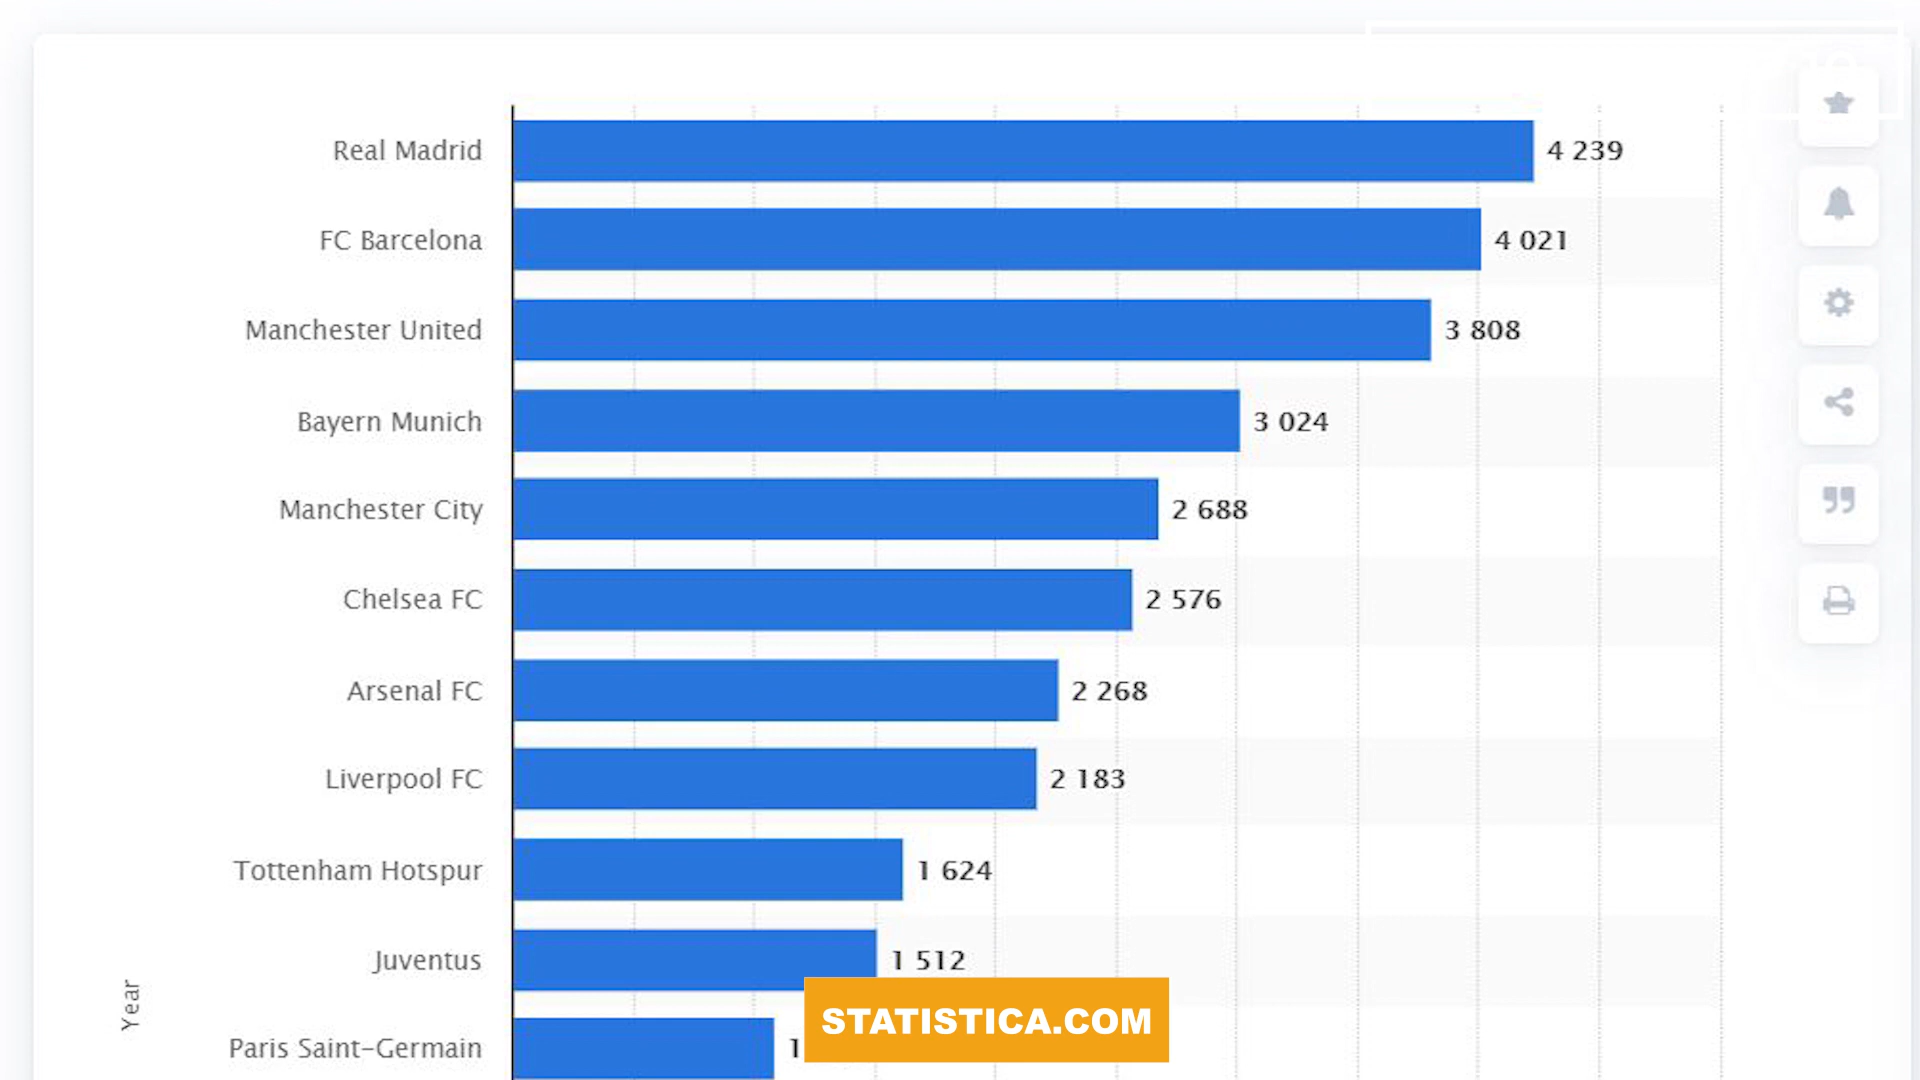 Real Madrid 4 239
FC Barcelona 4 021
Manchester United 3 808
Bayern Munich 3 024
Manchester City 2 688
Chelsea FC 2 576
Arsenal FC 2 268
Liverpool FC 2 183
Tottenham Hotspur 1 624
Juventus 1 512
Year
Paris Saint-Germain
STATISTICA.COM